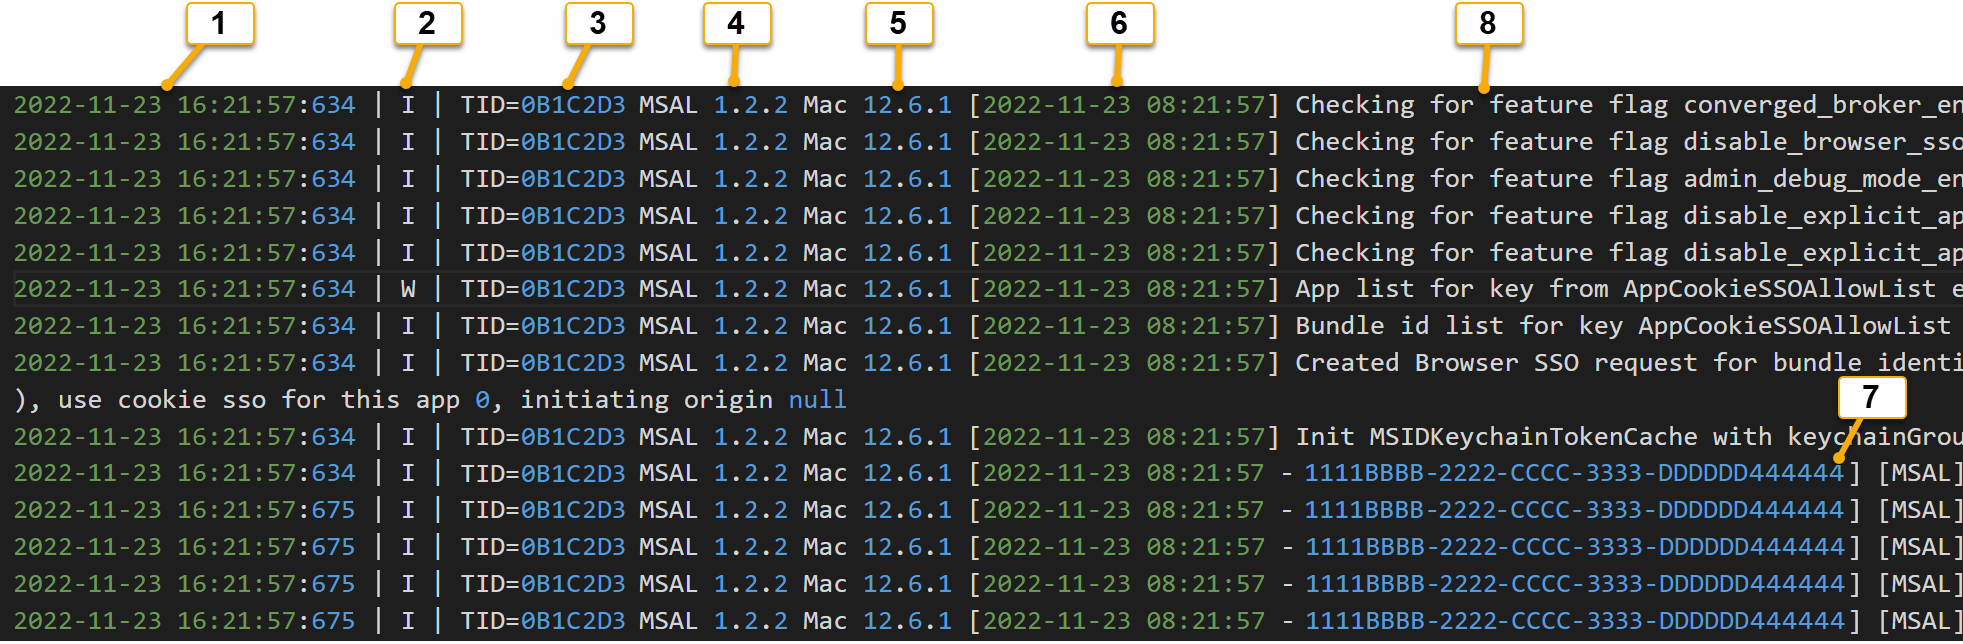 1 2 3 4 5 6 8
2022-11-23 16:21:57:634 | I | TID=0B1C2D3 MSAL 1.2.2 Mac 12.6.1 [2022-11-23 08:21:57] Checking for feature flag converged_broker_en
2022-11-23 16:21:57:634 | I | TID=0B1C2D3 MSAL 1.2.2 Mac 12.6.1 [2022-11-23 08:21:57] Checking for feature flag disable_browser_sso
2022-11-23 16:21:57:634 | I | TID=0B1C2D3 MSAL 1.2.2 Mac 12.6.1 [2022-11-23 08:21:57] Checking for feature flag admin_debug_mode_en
2022-11-23 16:21:57:634 | I | TID=0B1C2D3 MSAL 1.2.2 Mac 12.6.1 [2022-11-23 08:21:57] Checking for feature flag disable_explicit_ap
2022-11-23 16:21:57:634 | I | TID=0B1C2D3 MSAL 1.2.2 Mac 12.6.1 [2022-11-23 08:21:57] Checking for feature flag disable_explicit_ap
2022-11-23 16:21:57:634 | W | TID=0B1C2D3 MSAL 1.2.2 Mac 12.6.1 [2022-11-23 08:21:57] App list for key from AppCookieSSOAllowList e
2022-11-23 16:21:57:634 | I | TID=0B1C2D3 MSAL 1.2.2 Mac 12.6.1 [2022-11-23 08:21:57] Bundle id list for key AppCookieSSOAllowList
2022-11-23 16:21:57:634 | I | TID=0B1C2D3 MSAL 1.2.2 Mac 12.6.1 [2022-11-23 08:21:57] Created Browser SSO request for bundle identi
), use cookie sso for this app 0, initiating origin null
7
2022-11-23 16:21:57:634 | I | TID=0B1C2D3 MSAL 1.2.2 Mac 12.6.1 [2022-11-23 08:21:57] Init MSIDKeychainTokenCache with keychainGrou
2022-11-23 16:21:57:634 | I | TID=0B1C2D3 MSAL 1.2.2 Mac 12.6.1 [2022-11-23 08:21:57 - 1111BBBB-2222-CCCC-3333-DDDDDD444444] [MSAL]
2022-11-23 16:21:57:675 | I | TID=0B1C2D3 MSAL 1.2.2 Mac 12.6.1 [2022-11-23 08:21:57 - 1111BBBB-2222-CCCC-3333-DDDDDD444444] [MSAL]
2022-11-23 16:21:57:675 | I | TID=0B1C2D3 MSAL 1.2.2 Mac 12.6.1 [2022-11-23 08:21:57 - 1111BBBB-2222-CCCC-3333-DDDDDD444444] [MSAL]
2022-11-23 16:21:57:675 | I | TID=0B1C2D3 MSAL 1.2.2 Mac 12.6.1 [2022-11-23 08:21:57 - 1111BBBB-2222-CCCC-3333-DDDDDD444444] [MSAL]
2022-11-23 16:21:57:675 | I | TID=0B1C2D3 MSAL 1.2.2 Mac 12.6.1 [2022-11-23 08:21:57 - 1111BBBB-2222-CCCC-3333-DDDDDD444444] [MSAL]